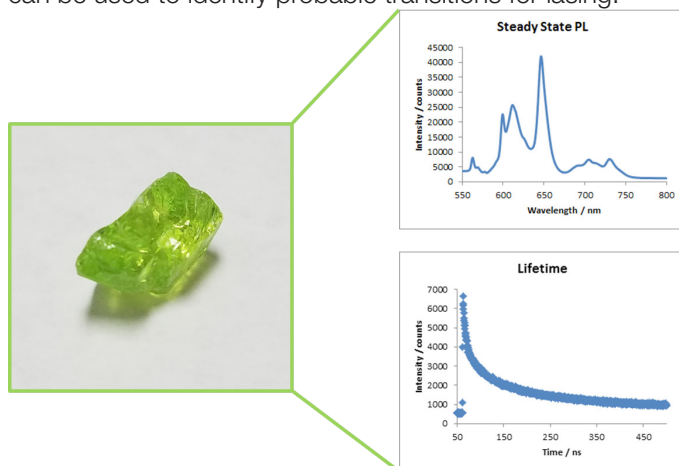 can be used to identify probable transitions for lasing.
Steady State PL
Intensity / counts
45000
40000
35000
30000
25000
20000
15000
10000
5000
0
550 600 650 700 750 800
Wavelength / nm
Lifetime
Intensity / counts
7000
6000
5000
4000
3000
2000
1000
0
50 150 250 350 450
Time / ns